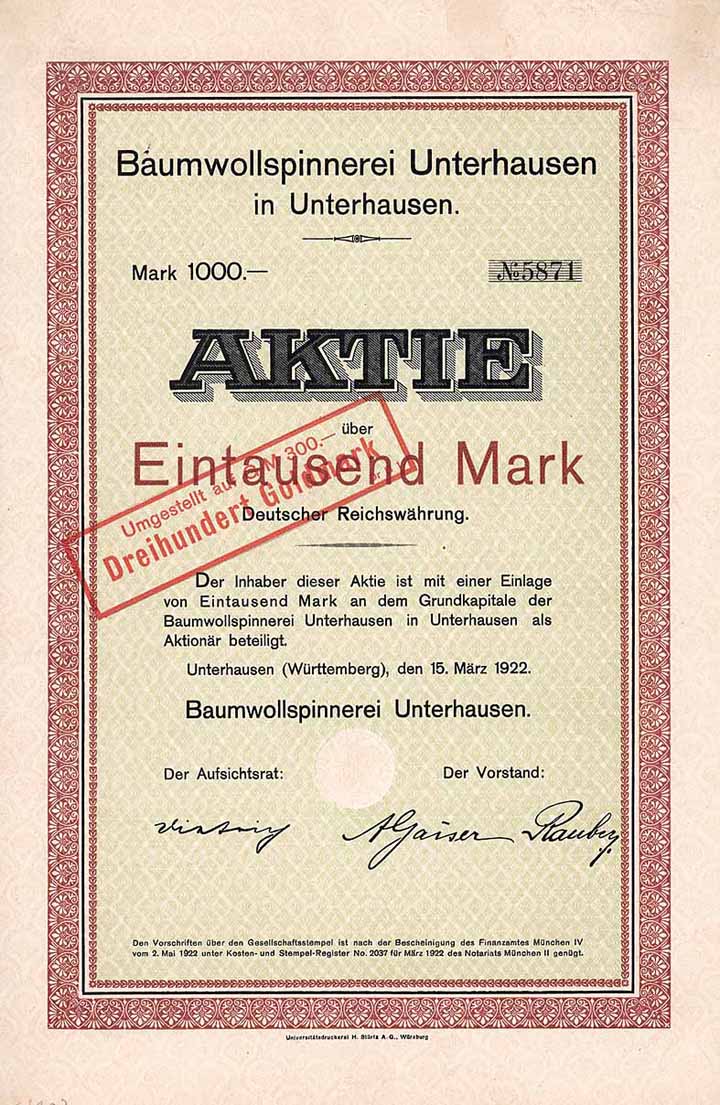 Baumwollspinnerei Unterhausen
in Unterhausen.
Mark 1000.— №5871
AKTIE
über
Eintausend Mark
Umgestellt auf GM 300.—
Dreihundert Goldmark
Deutscher Reichswährung.
Der Inhaber dieser Aktie ist mit einer Einlage
von Eintausend Mark an dem Grundkapitale der
Baumwollspinnerei Unterhausen in Unterhausen als
Aktionär beteiligt.
Unterhausen (Württemberg), den 15. März 1922.
Baumwollspinnerei Unterhausen.
Der Aufsichtsrat: Der Vorstand:
AGaiser
Den Vorschriften über den Gesellschaftsstempel ist nach der Bescheinigung des Finanzamtes München IV
vom 2. Mai 1922 unter Kosten- und Stempel-Register No. 2037 für März 1922 des Notariats München II genügt.
Universitätsdruckerei H. Stürtz A.G., Würzburg